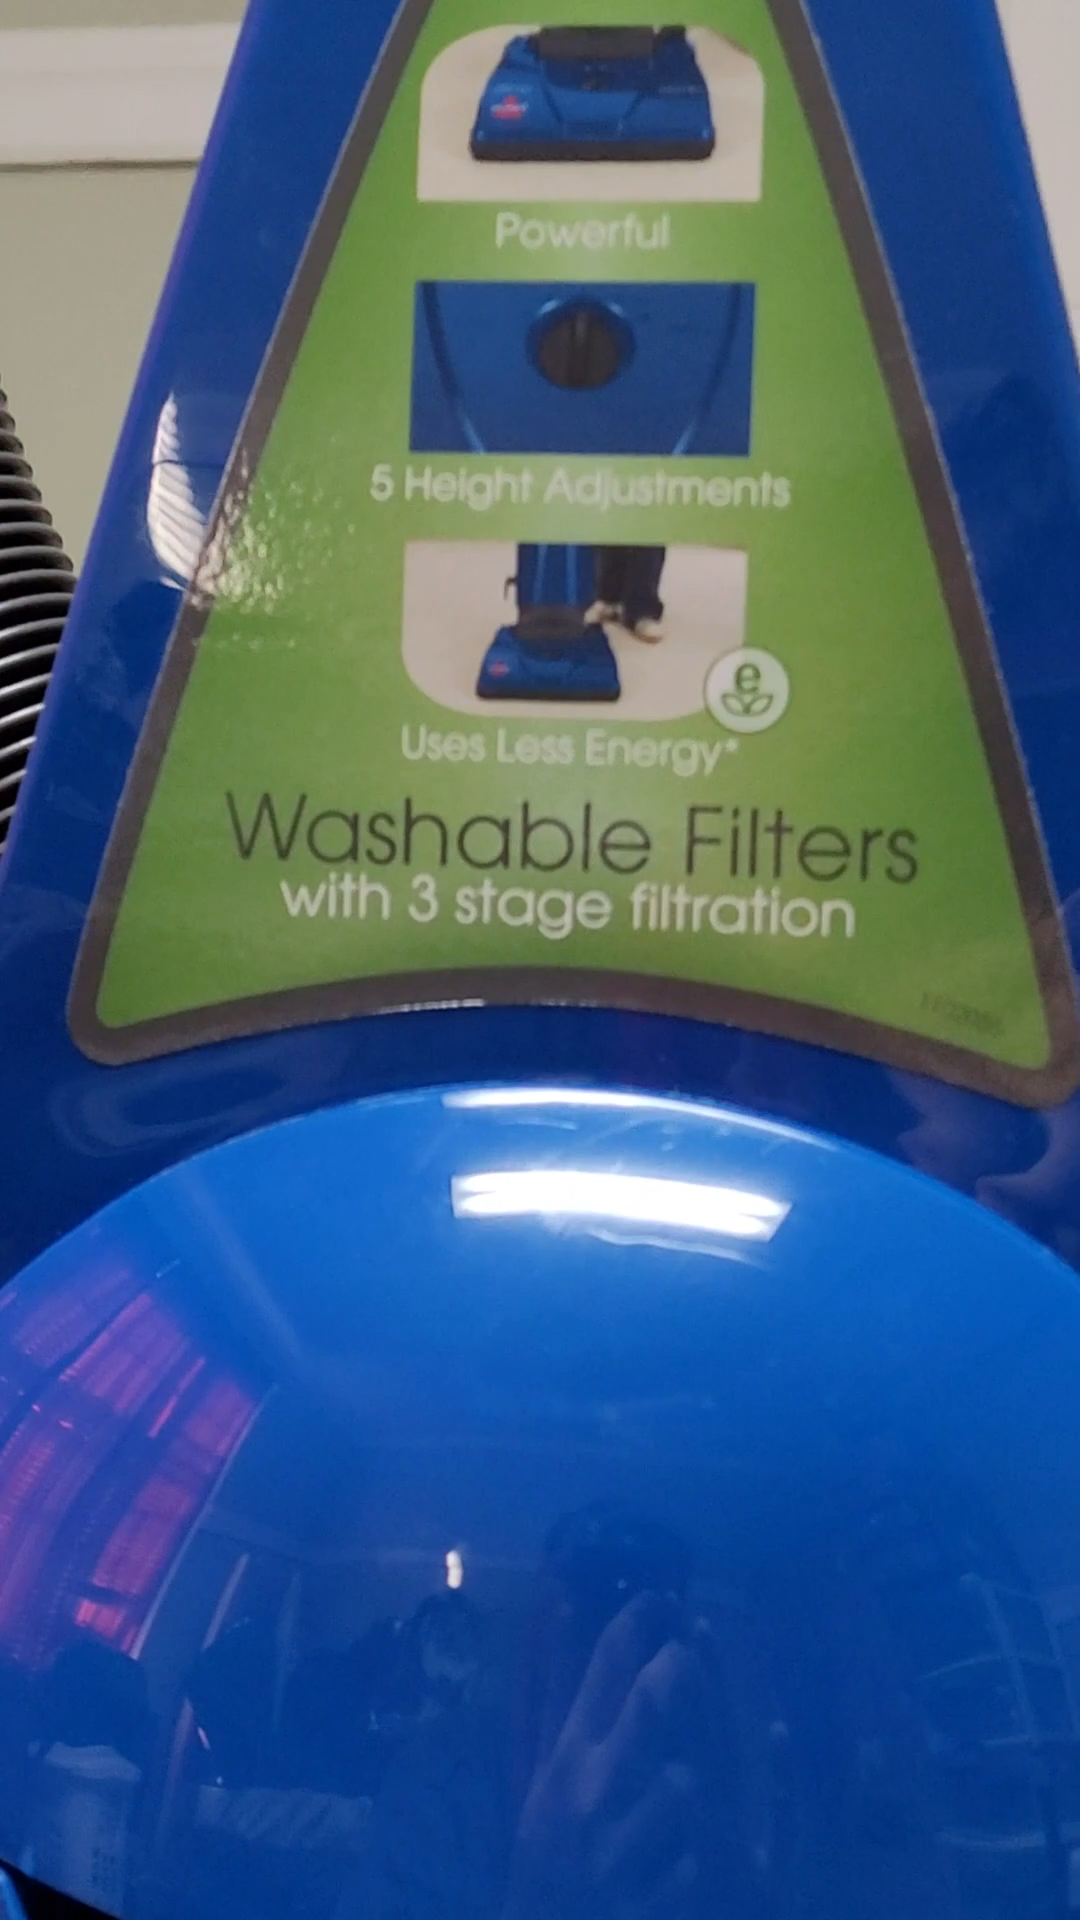 Powerful
5 Height Adjustments
e
Uses Less Energy*
Washable Filters
with 3 stage filtration